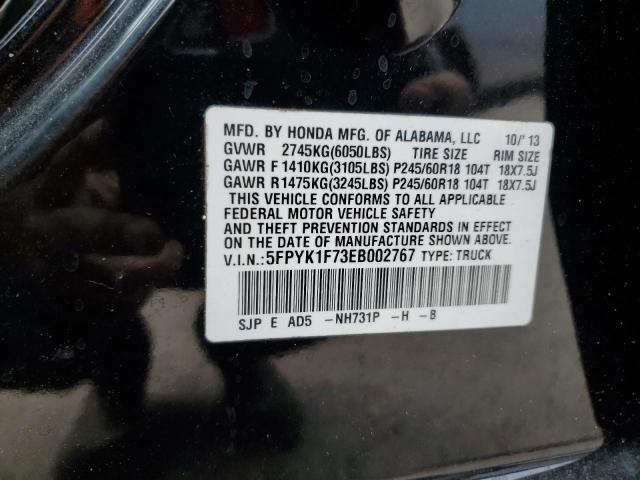 MFD. BY HONDA MFG. OF ALABAMA, LLC 10/'13
GVWR 2745KG(6050LBS) TIRE SIZE RIM SIZE
GAWR F 1410KG(3105LBS) P245/60R18 104T 18X7.5J
GAWR R1475KG(3245LBS) P245/60R18 104T 18X7.5J
THIS VEHICLE CONFORMS TO ALL APPLICABLE
FEDERAL MOTOR VEHICLE SAFETY
AND THEFT PREVENTION STANDARDS IN EFFECT
ON THE DATE OF MANUFACTURE SHOWN ABOVE.
V.I.N.:5FPYK1F73EB002767 TYPE: TRUCK
SJP E AD5 -NH731P -H -B